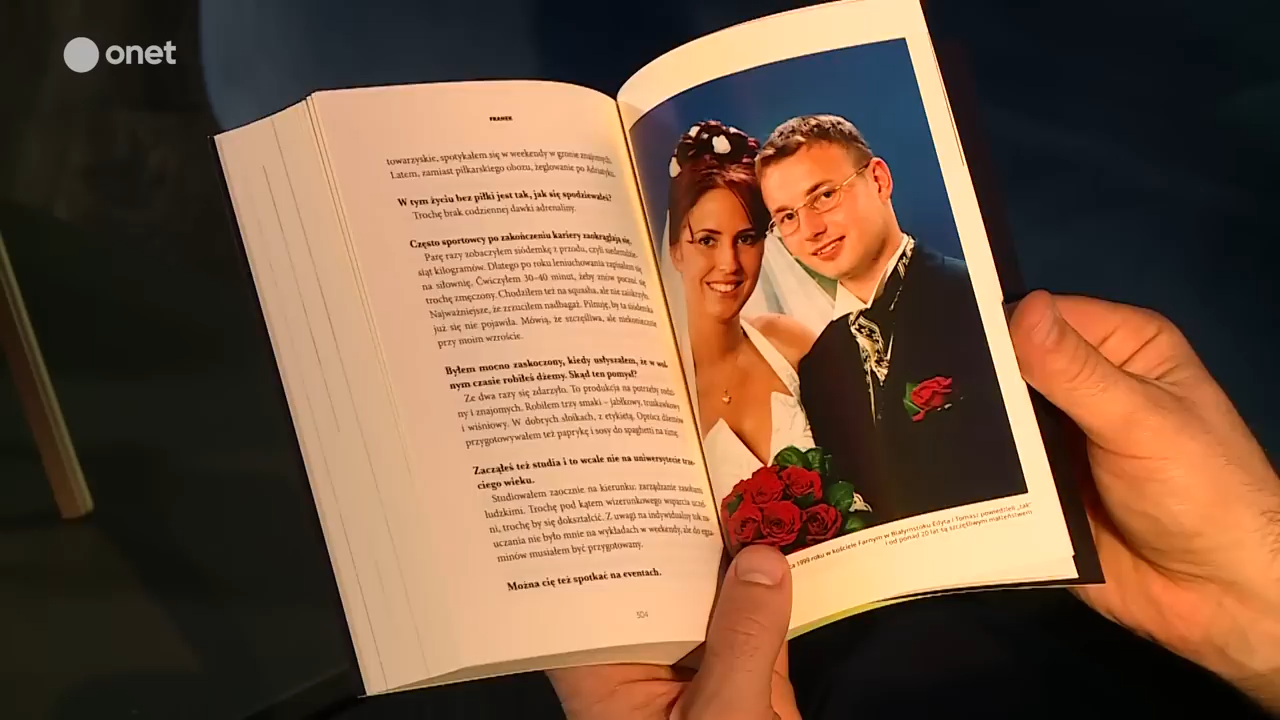 onet
FRANEK
towarzyskie, spotykałem się w weekendy w gronie znajomych.
Latem, zamiast piłkarskiego obozu, żeglowanie po Adriatyku.
W tym życiu bez piłki jest tak, jak się spodziewałeś?
Trochę brak codziennej dawki adrenaliny.
Często sportowcy po zakończeniu kariery zaokrąglają się.
Parę razy zobaczyłem siódemkę z przodu, czyli siedemdzie-
siąt kilogramów. Dlatego po roku leniuchowania zapisałem się
na siłownię. Ćwiczyłem 30–40 minut, żeby znów poczuć się
trochę zmęczony. Chodziłem też na squasha, ale nie zaiskrzyło.
Najważniejsze, że zrzuciłem nadbagaż. Pilnuję, by ta siódemka
już się nie pojawiła. Mówią, że szczęśliwa, ale niekoniecznie
przy moim wzroście.
Byłem mocno zaskoczony, kiedy usłyszałem, że w wol-
nym czasie robiłeś dżemy. Skąd ten pomysł?
Ze dwa razy się zdarzyło. To produkcja na potrzeby rodzi-
ny i znajomych. Robiłem trzy smaki – jabłkowy, truskawkowy
i wiśniowy. W dobrych słoikach, z etykietą. Oprócz dżemów
przygotowywałem też paprykę i sosy do spaghetti na zimę.
Zacząłeś też studia i to wcale nie na uniwersytecie trze-
ciego wieku.
Studiowałem zaocznie na kierunku: zarządzanie zasobami
ludzkimi. Trochę pod kątem wizerunkowego wsparcia uczel-
ni, trochę by się dokształcić. Z uwagi na indywidualny tok na-
uczania nie było mnie na wykładach w weekendy, ale do egza-
minów musiałem być przygotowany.
Można cię też spotkać na eventach.
504
1999 roku w kościele Farnym w Białymstoku Edyta i Tomasz powiedzieli „tak”
i od ponad 20 lat są szczęśliwym małżeństwem